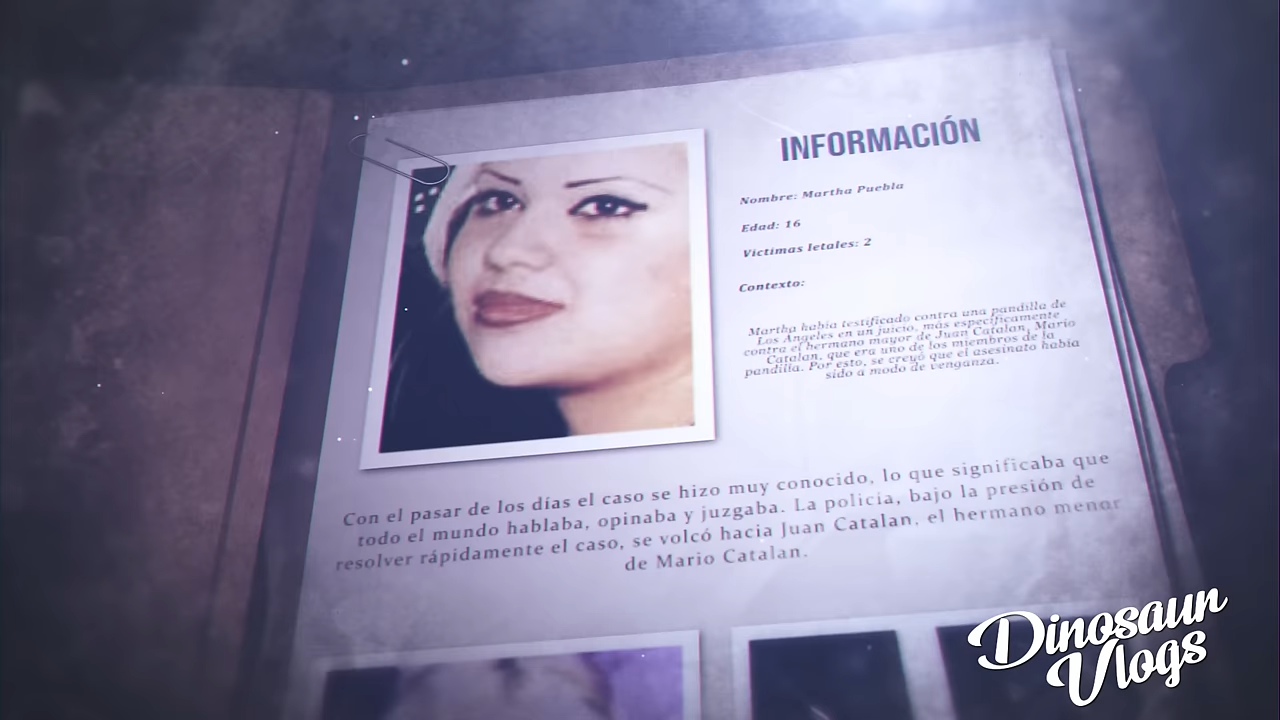 INFORMACIÓN
Nombre: Martha Puebla
Edad: 16
Víctimas letales: 2
Contexto:
Martha había testificado contra una pandilla de
Los Ángeles en un juicio, más específicamente
contra el hermano mayor de Juan Catalan, Mario
Catalan, que era uno de los miembros de la
pandilla. Por esto, se creyó que el asesinato había
sido a modo de venganza.
Con el pasar de los días el caso se hizo muy conocido, lo que significaba que
todo el mundo hablaba, opinaba y juzgaba. La policía, bajo la presión de
resolver rápidamente el caso, se volcó hacia Juan Catalan, el hermano menor
de Mario Catalan.
Dinosaur
Vlogs